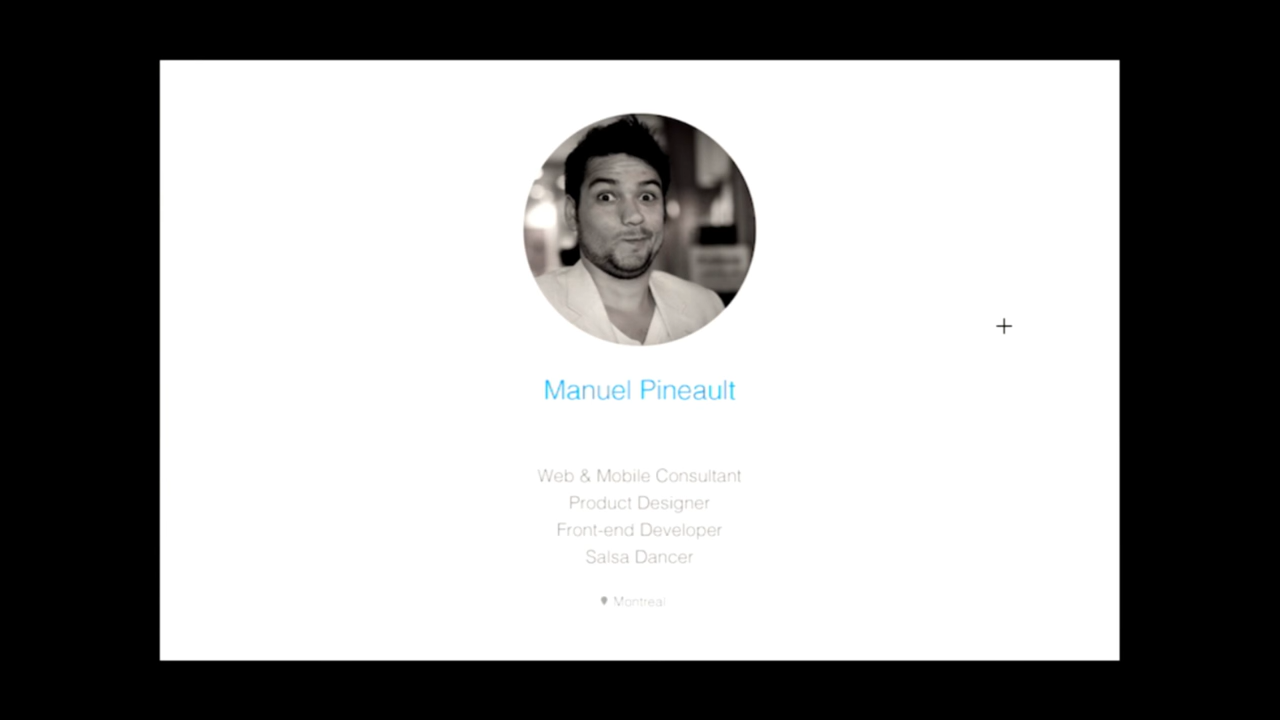 Manuel Pineault
Web & Mobile Consultant
Product Designer
Front-end Developer
Salsa Dancer
Montreal